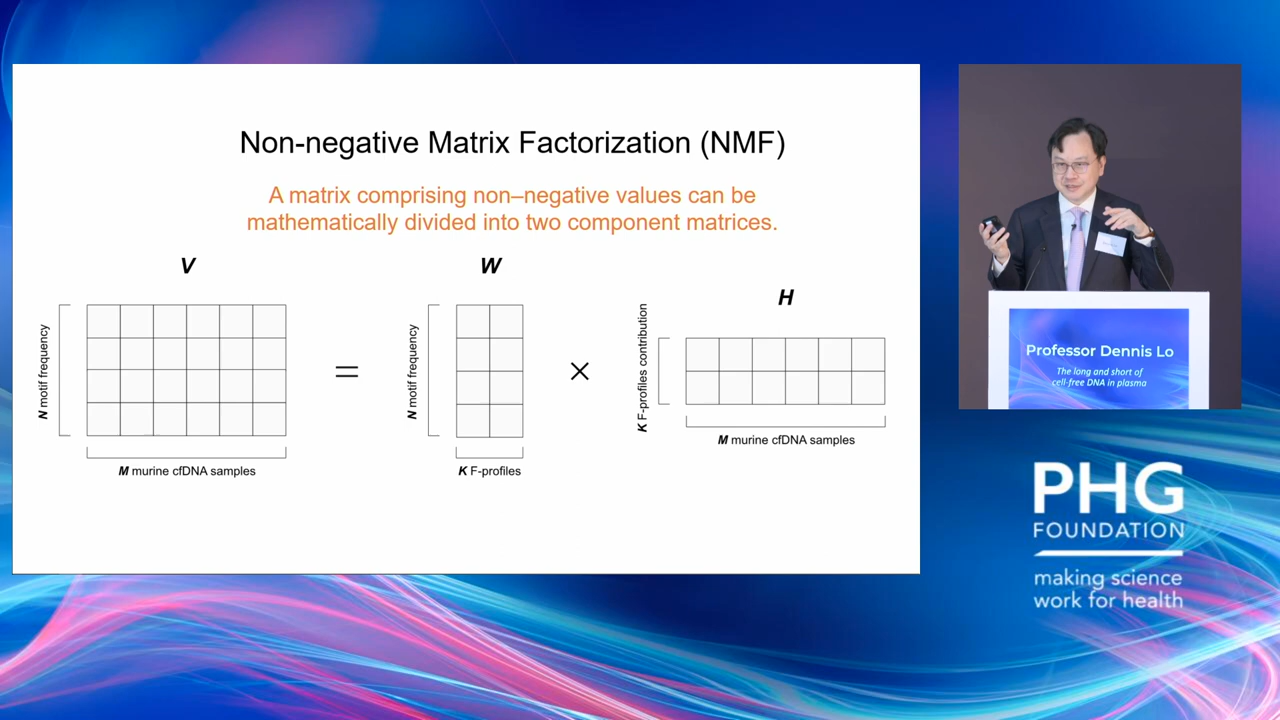 Non-negative Matrix Factorization (NMF)
A matrix comprising non–negative values can be
mathematically divided into two component matrices.
V
W
H
N motif frequency
=
N motif frequency
×
K F-profiles contribution
M murine cfDNA samples
K F-profiles
M murine cfDNA samples
Professor Dennis Lo
The long and short of
cell-free DNA in plasma
PHG
FOUNDATION
making science
work for health